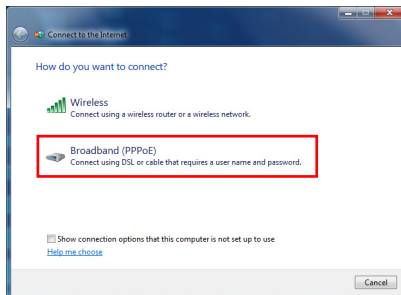 Connect to the Internet
How do you want to connect?
Wireless
Connect using a wireless router or a wireless network.
Broadband (PPPoE)
Connect using DSL or cable that requires a user name and password.
Show connection options that this computer is not set up to use
Help me choose
Cancel